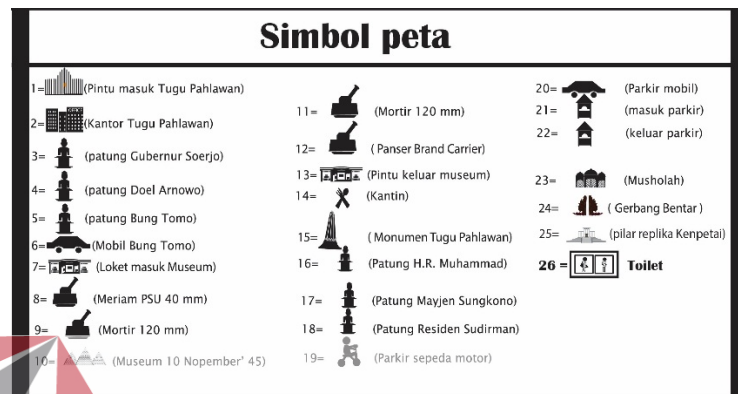 Simbol peta
1= (Pintu masuk Tugu Pahlawan)
2= (Kantor Tugu Pahlawan)
3= (patung Gubernur Soerjo)
4= (patung Doel Arnowo)
5= (patung Bung Tomo)
6= (Mobil Bung Tomo)
7= (Loket masuk Museum)
8= (Meriam PSU 40 mm)
9= (Mortir 120 mm)
10= (Museum 10 Nopember' 45)
11= (Mortir 120 mm)
12= ( Panser Brand Carrier)
13= (Pintu keluar museum)
14= (Kantin)
15= ( Monumen Tugu Pahlawan)
16= (Patung H.R. Muhammad)
17= (Patung Mayjen Sungkono)
18= (Patung Residen Sudirman)
19= (Parkir sepeda motor)
20= (Parkir mobil)
21= (masuk parkir)
22= (keluar parkir)
23= (Musholah)
24= ( Gerbang Bentar )
25= (pilar replika Kenpetai)
26 = Toilet